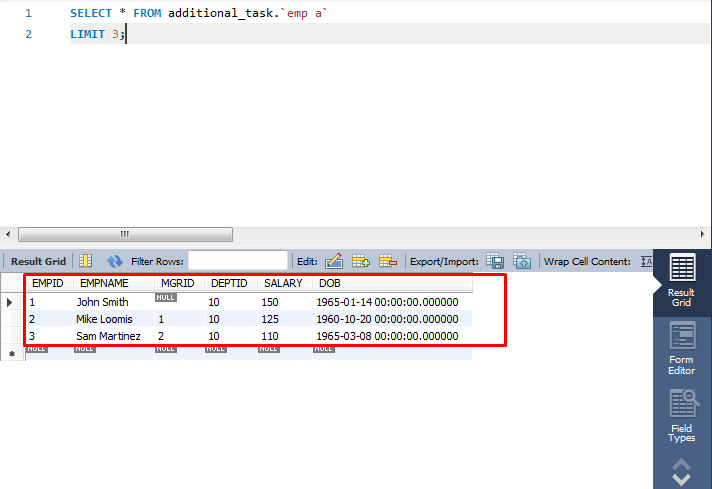 1 SELECT * FROM additional_task.`emp a`
2 LIMIT 3;
Result Grid Filter Rows: Edit: Export/Import: Wrap Cell Content: IA
EMPID EMPNAME MGRID DEPTID SALARY DOB
1 John Smith NULL 10 150 1965-01-14 00:00:00.000000
2 Mike Loomis 1 10 125 1960-10-20 00:00:00.000000
3 Sam Martinez 2 10 110 1965-03-08 00:00:00.000000
NULL NULL NULL NULL NULL NULL
Result
Grid
Form
Editor
Field
Types